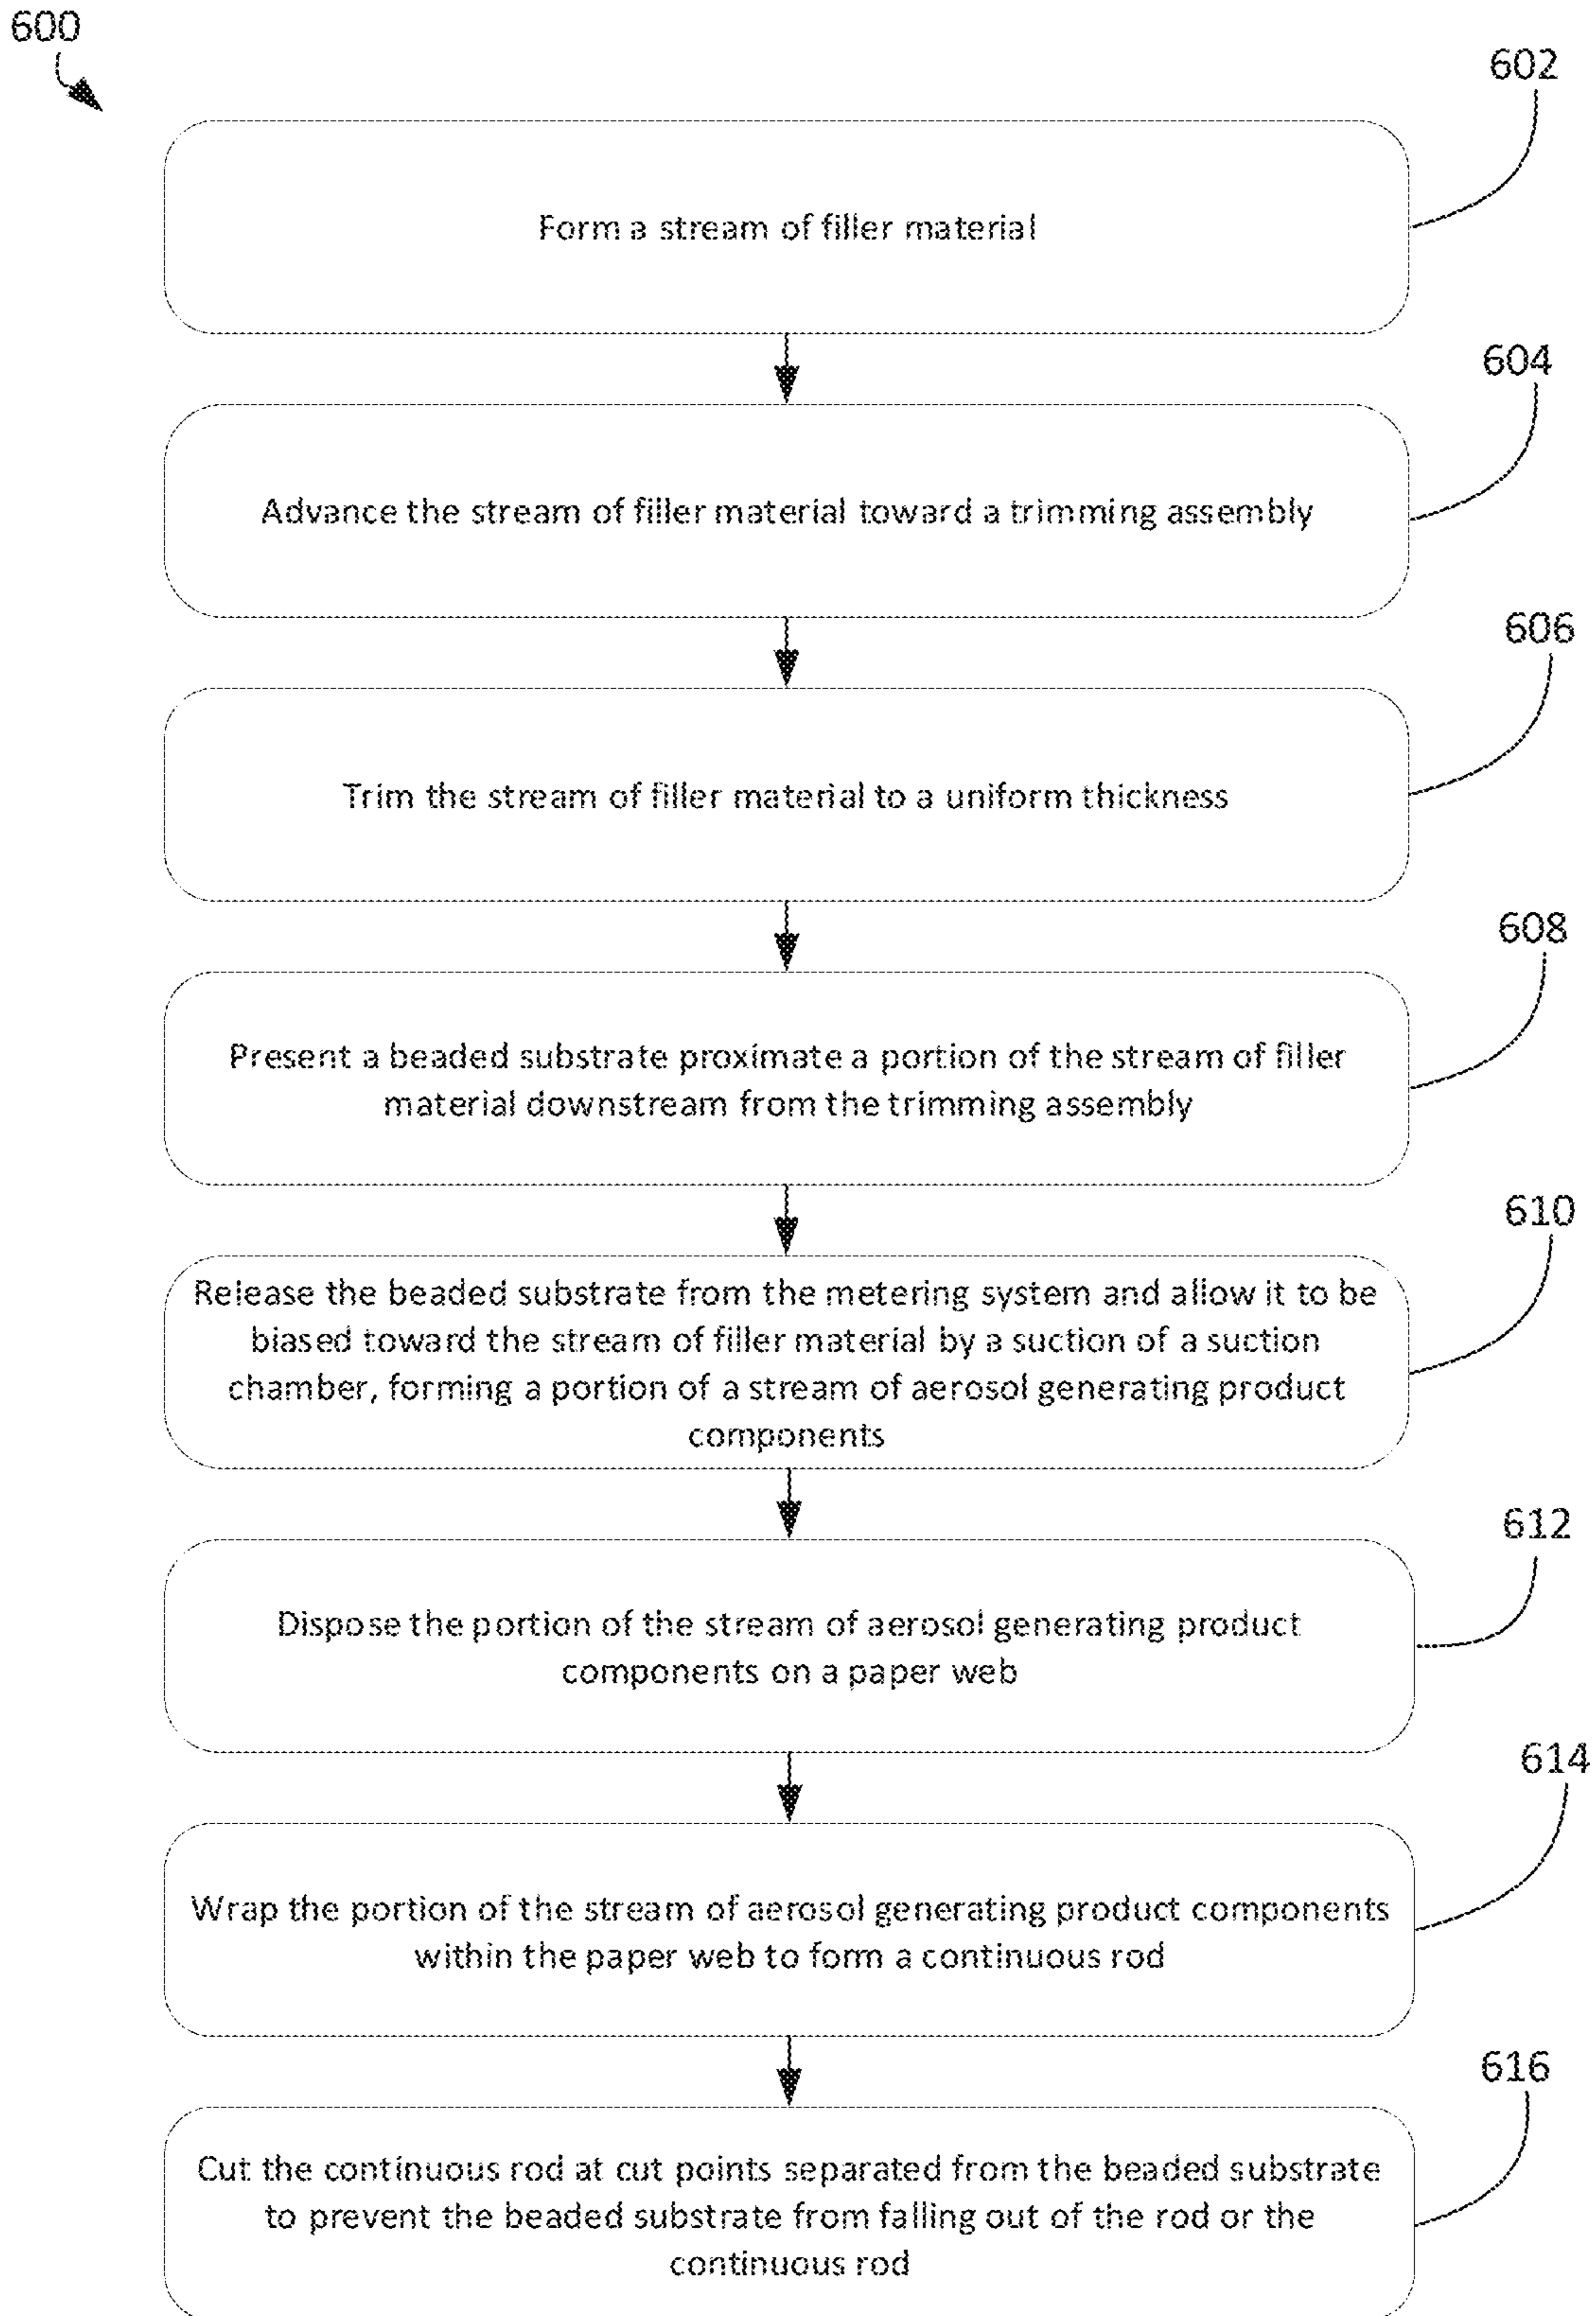 600
602
Form a stream of filler material
604
Advance the stream of filler material toward a trimming assembly
606
Trim the stream of filler material to a uniform thickness
608
Present a beaded substrate proximate a portion of the stream of filler
material downstream from the trimming assembly
610
Release the beaded substrate from the metering system and allow it to be
biased toward the stream of filler material by a suction of a suction
chamber, forming a portion of a stream of aerosol generating product
components
612
Dispose the portion of the stream of aerosol generating product
components on a paper web
614
Wrap the portion of the stream of aerosol generating product components
within the paper web to form a continuous rod
616
Cut the continuous rod at cut points separated from the beaded substrate
to prevent the beaded substrate from falling out of the rod or the
continuous rod